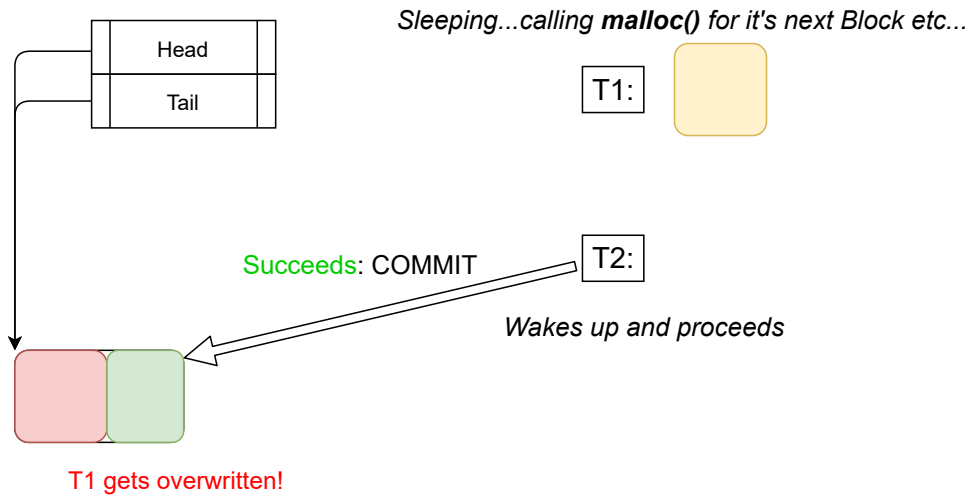 Sleeping...calling malloc() for it's next Block etc...
Head
Tail
T1:
T2:
Succeeds: COMMIT
Wakes up and proceeds
T1 gets overwritten!